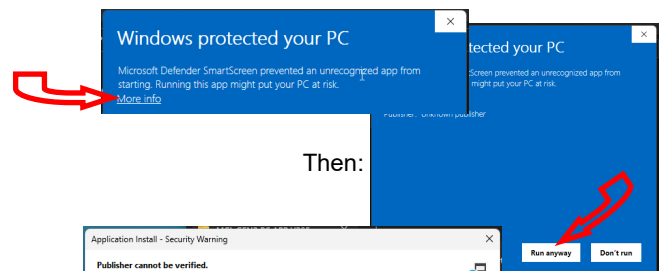 Windows protected your PC
Microsoft Defender SmartScreen prevented an unrecognized app from
starting. Running this app might put your PC at risk.
More info
tected your PC
Screen prevented an unrecognized app from
might put your PC at risk.
Publisher: Unknown publisher
Then:
Run anyway
Don't run
Application Install - Security Warning
Publisher cannot be verified.